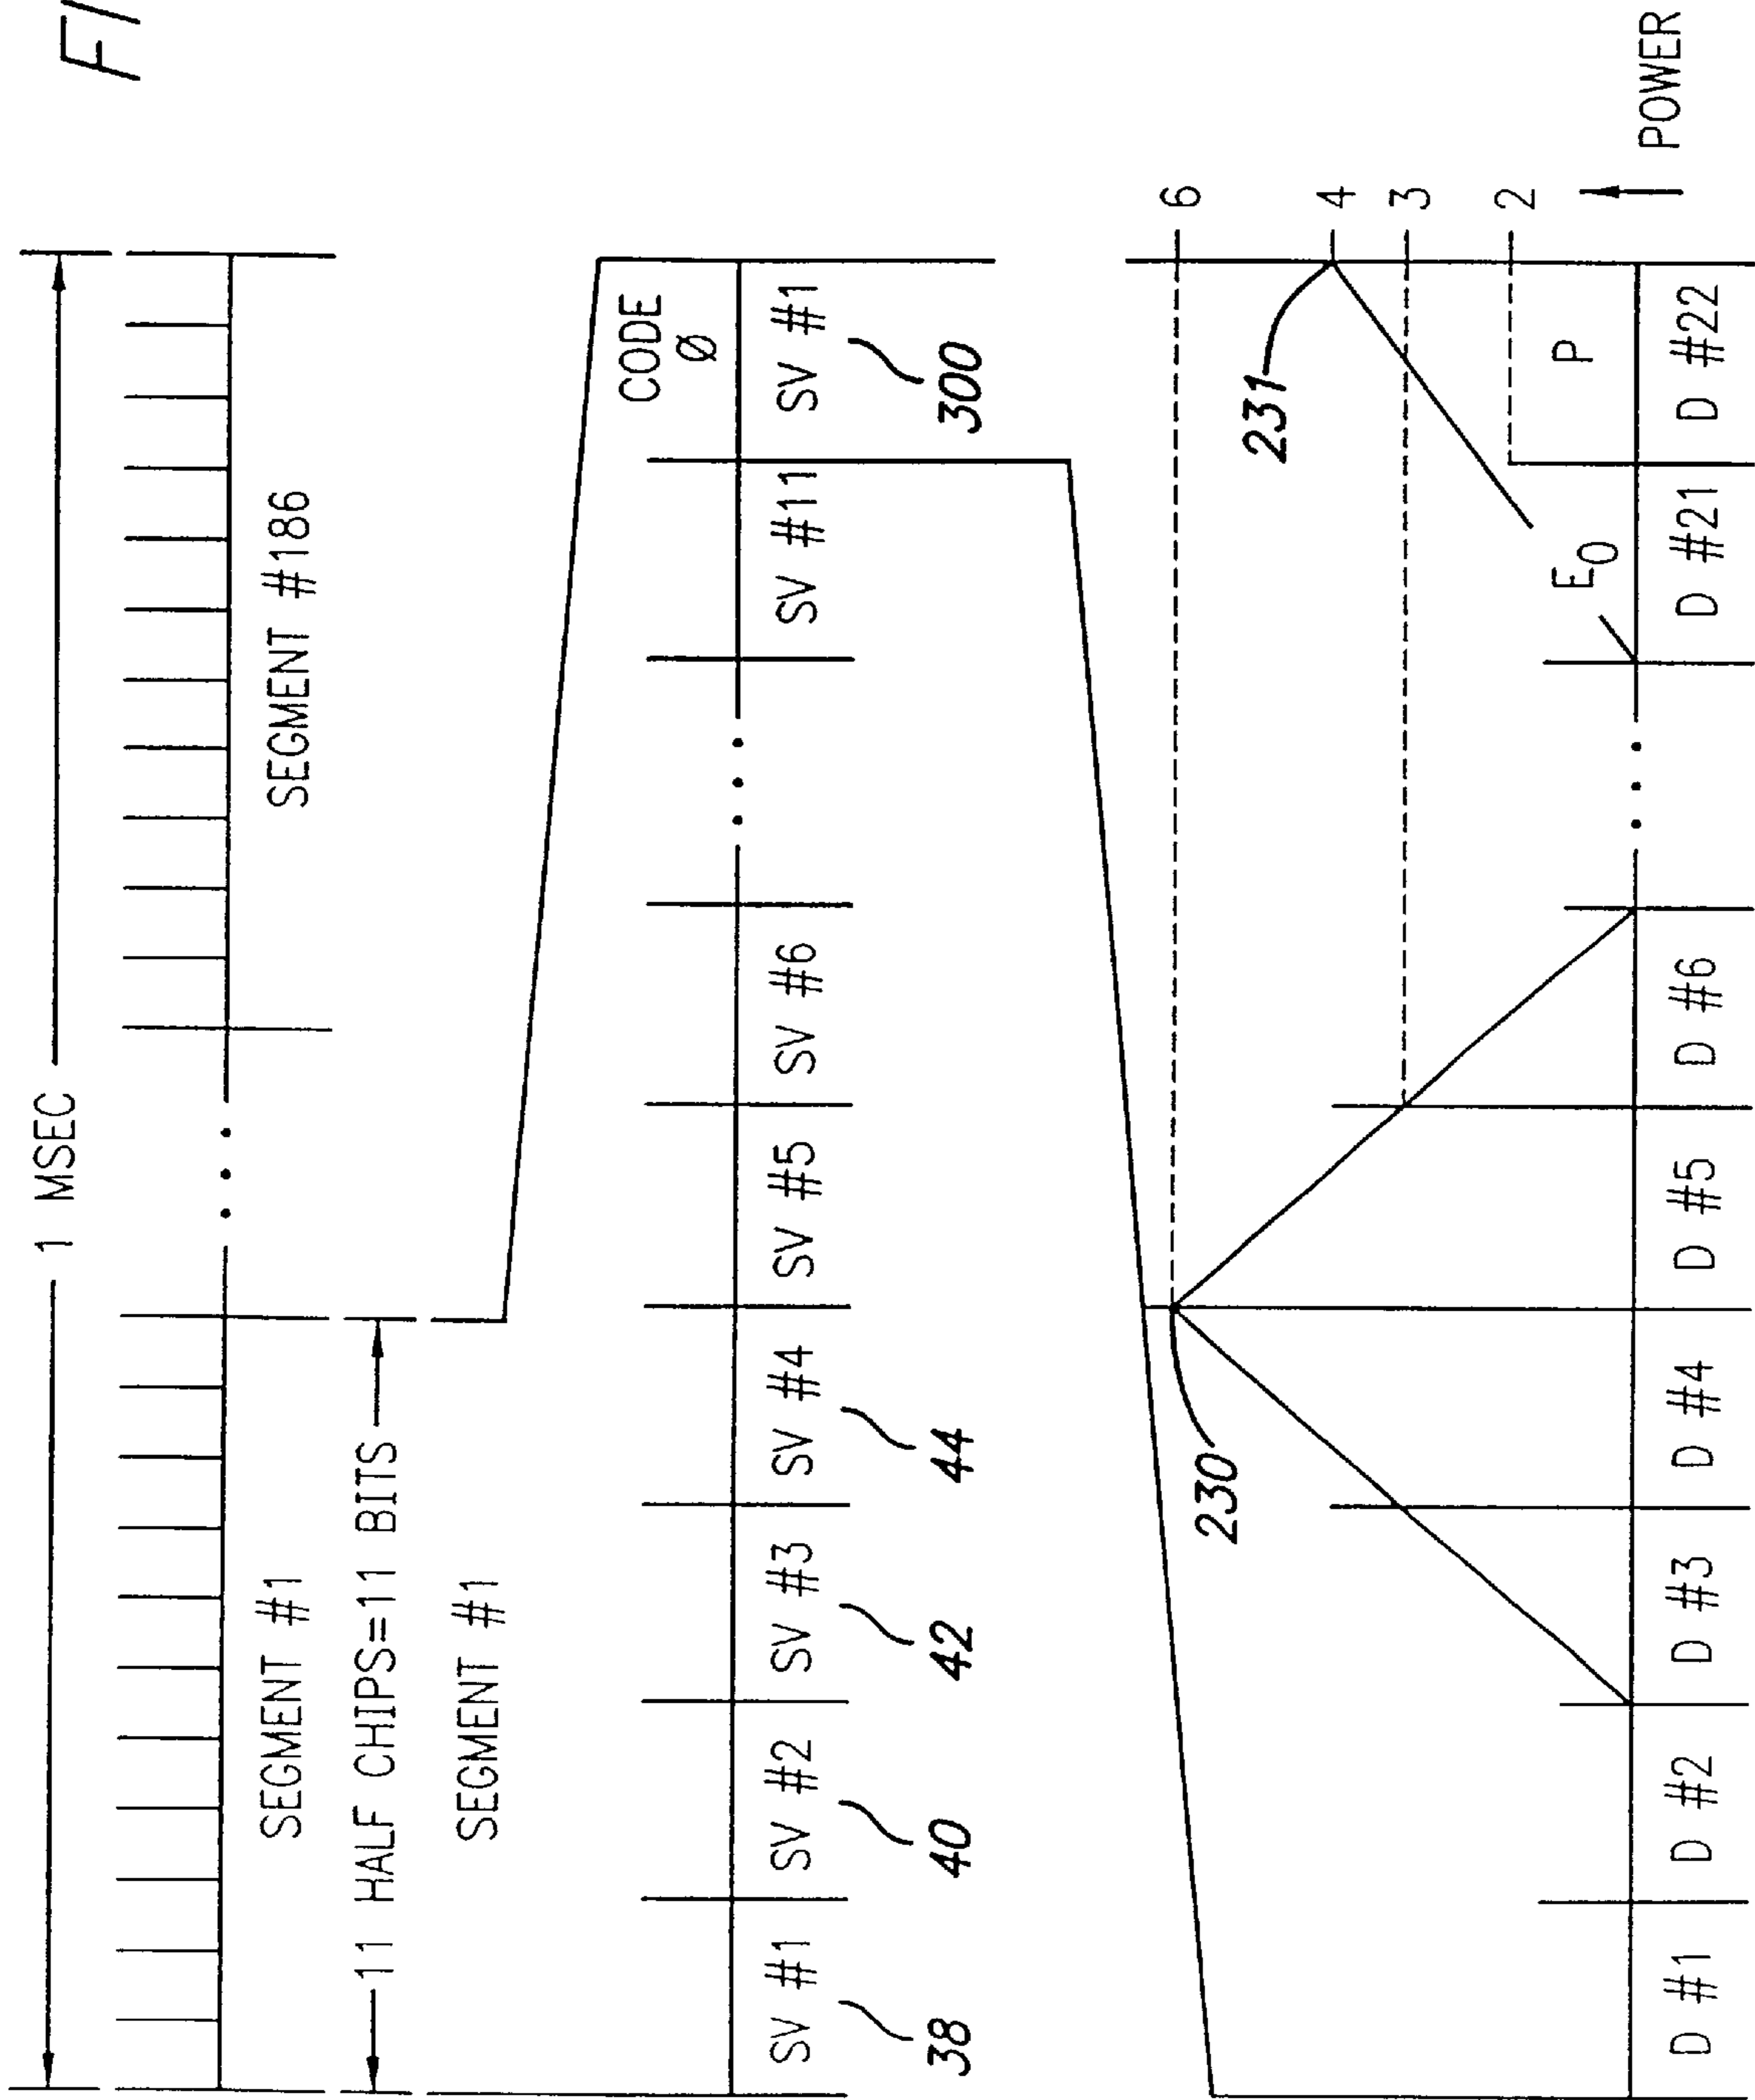 FI
1 MSEC
SEGMENT #1
SEGMENT #186
11 HALF CHIPS=11 BITS
SEGMENT #1
CODE
Ø
SV #1
SV #2
SV #3
SV #4
SV #5
SV #6
SV #11
SV #1
38
40
42
44
300
230
231
6
4
3
2
E0
P
POWER
D #1
D #2
D #3
D #4
D #5
D #6
D #21
D #22